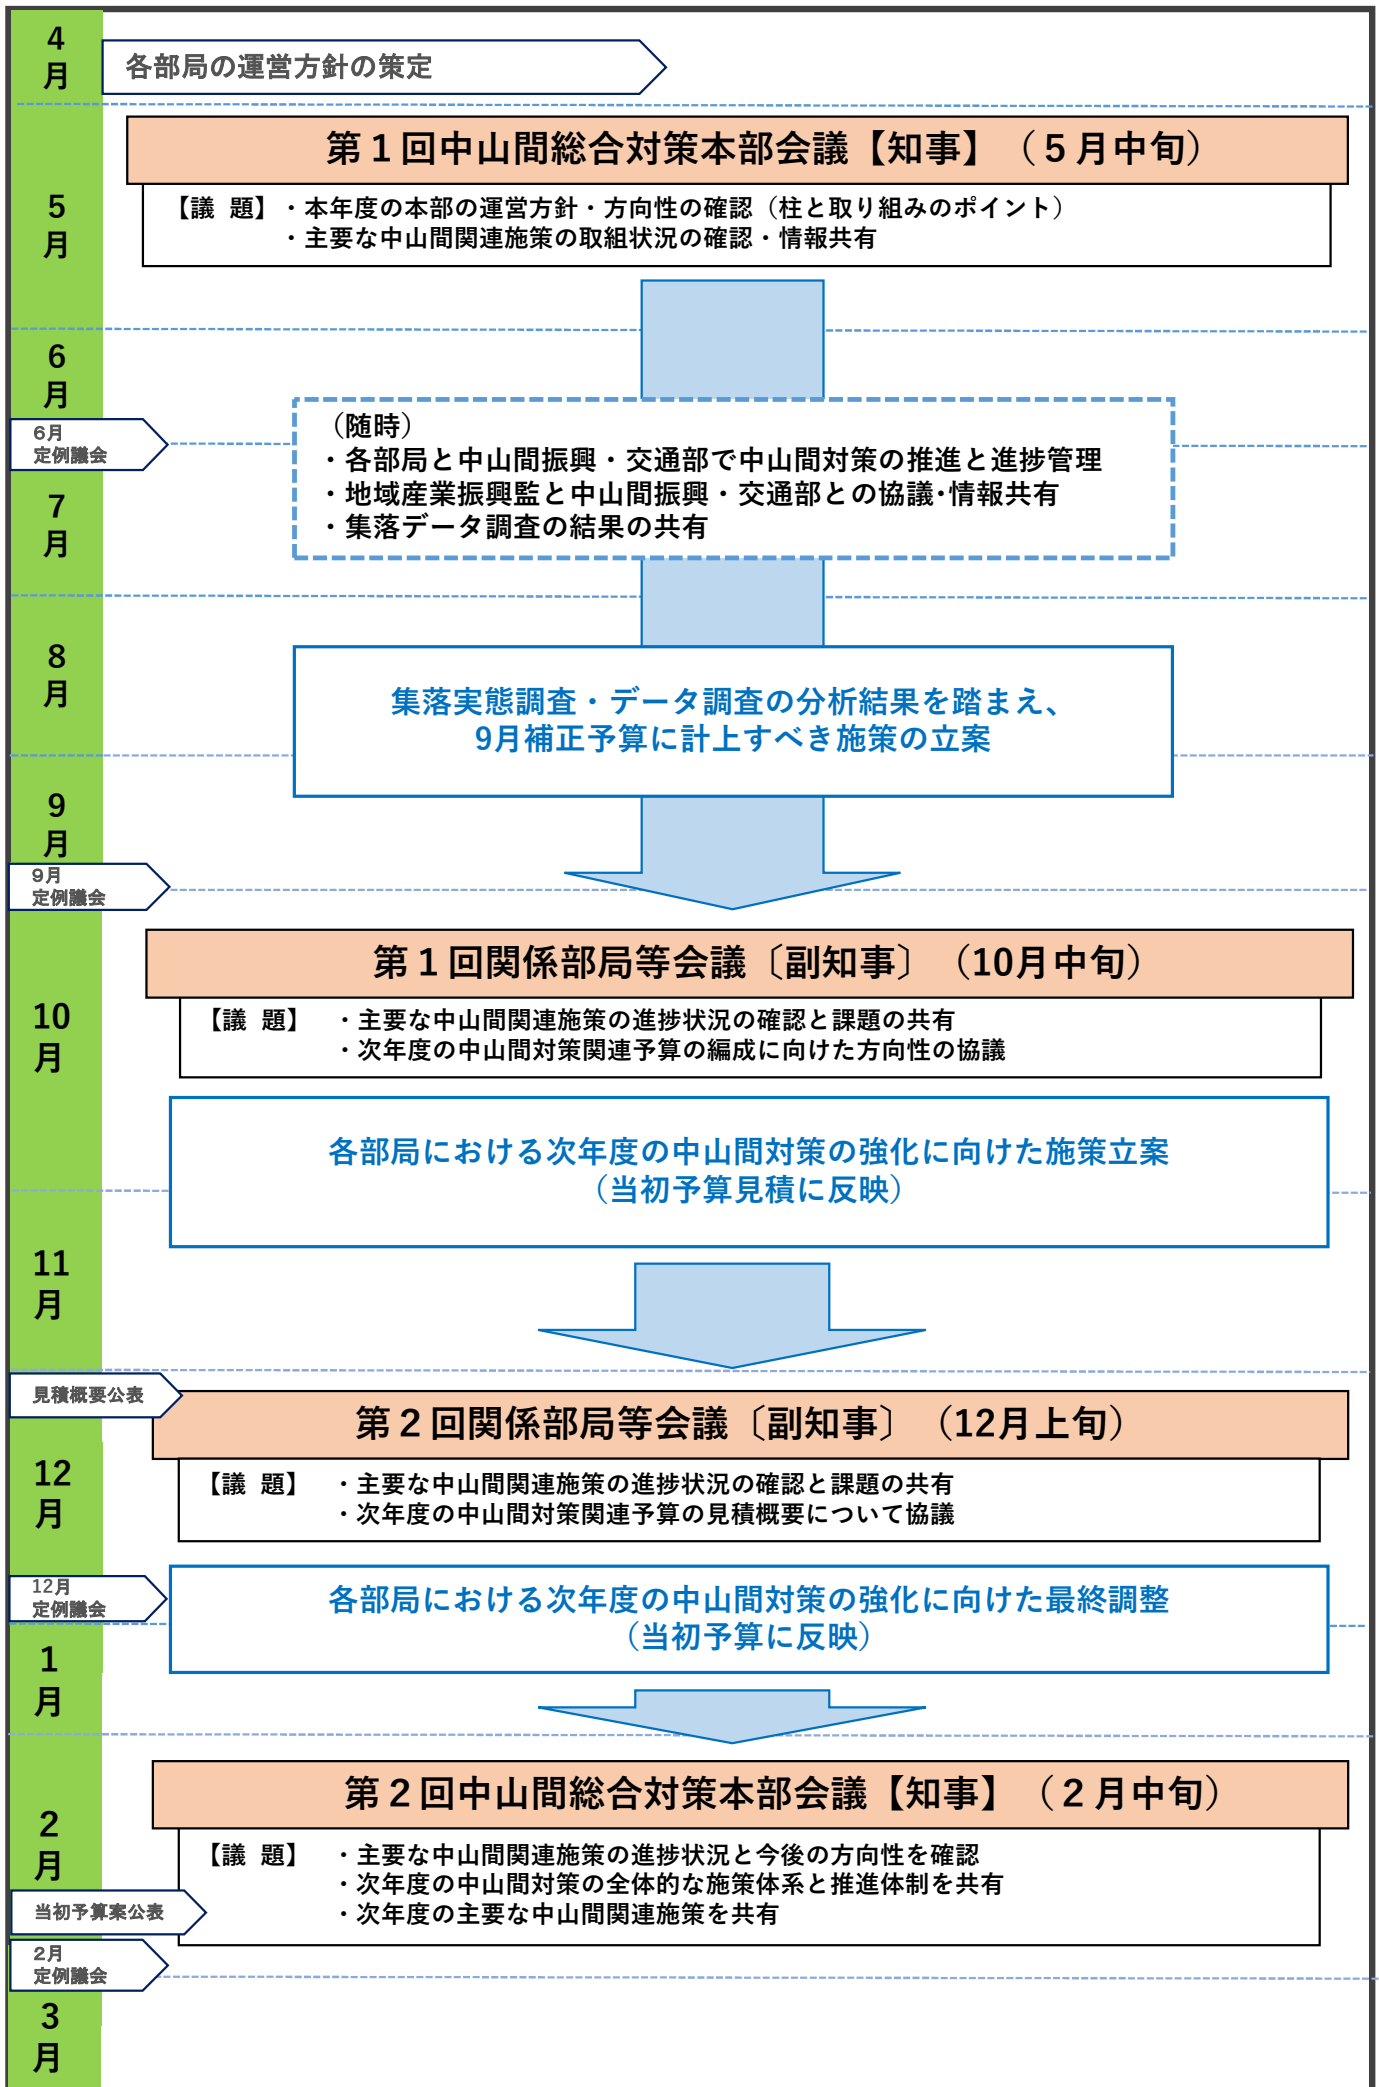 4
月
各部局の運営方針の策定
第１回中山間総合対策本部会議【知事】（５月中旬）
5
月
【議 題】・本年度の本部の運営方針・方向性の確認（柱と取り組みのポイント）
・主要な中山間関連施策の取組状況の確認・情報共有
6
月
6月
定例議会
7
月
（随時）
・各部局と中山間振興・交通部で中山間対策の推進と進捗管理
・地域産業振興監と中山間振興・交通部との協議･情報共有
・集落データ調査の結果の共有
8
月
集落実態調査・データ調査の分析結果を踏まえ、
9月補正予算に計上すべき施策の立案
9
月
9月
定例議会
第１回関係部局等会議〔副知事〕（10月中旬）
10
月
【議 題】 ・主要な中山間関連施策の進捗状況の確認と課題の共有
・次年度の中山間対策関連予算の編成に向けた方向性の協議
各部局における次年度の中山間対策の強化に向けた施策立案
（当初予算見積に反映）
11
月
見積概要公表
第２回関係部局等会議〔副知事〕（12月上旬）
12
月
【議 題】 ・主要な中山間関連施策の進捗状況の確認と課題の共有
・次年度の中山間対策関連予算の見積概要について協議
12月
定例議会
各部局における次年度の中山間対策の強化に向けた最終調整
（当初予算に反映）
1
月
第２回中山間総合対策本部会議【知事】（２月中旬）
2
月
【議 題】 ・主要な中山間関連施策の進捗状況と今後の方向性を確認
・次年度の中山間対策の全体的な施策体系と推進体制を共有
・次年度の主要な中山間関連施策を共有
当初予算案公表
2月
定例議会
3
月